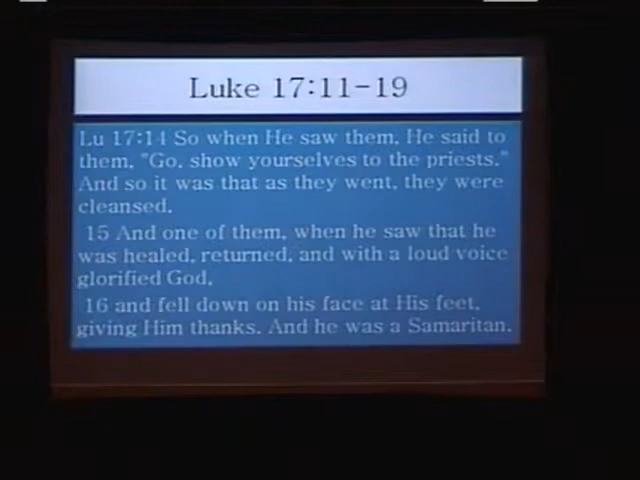 Luke 17:11-19
Lu 17:14 So when He saw them, He said to
them, "Go, show yourselves to the priests."
And so it was that as they went, they were
cleansed.
15 And one of them, when he saw that he
was healed, returned, and with a loud voice
glorified God,
16 and fell down on his face at His feet,
giving Him thanks. And he was a Samaritan.